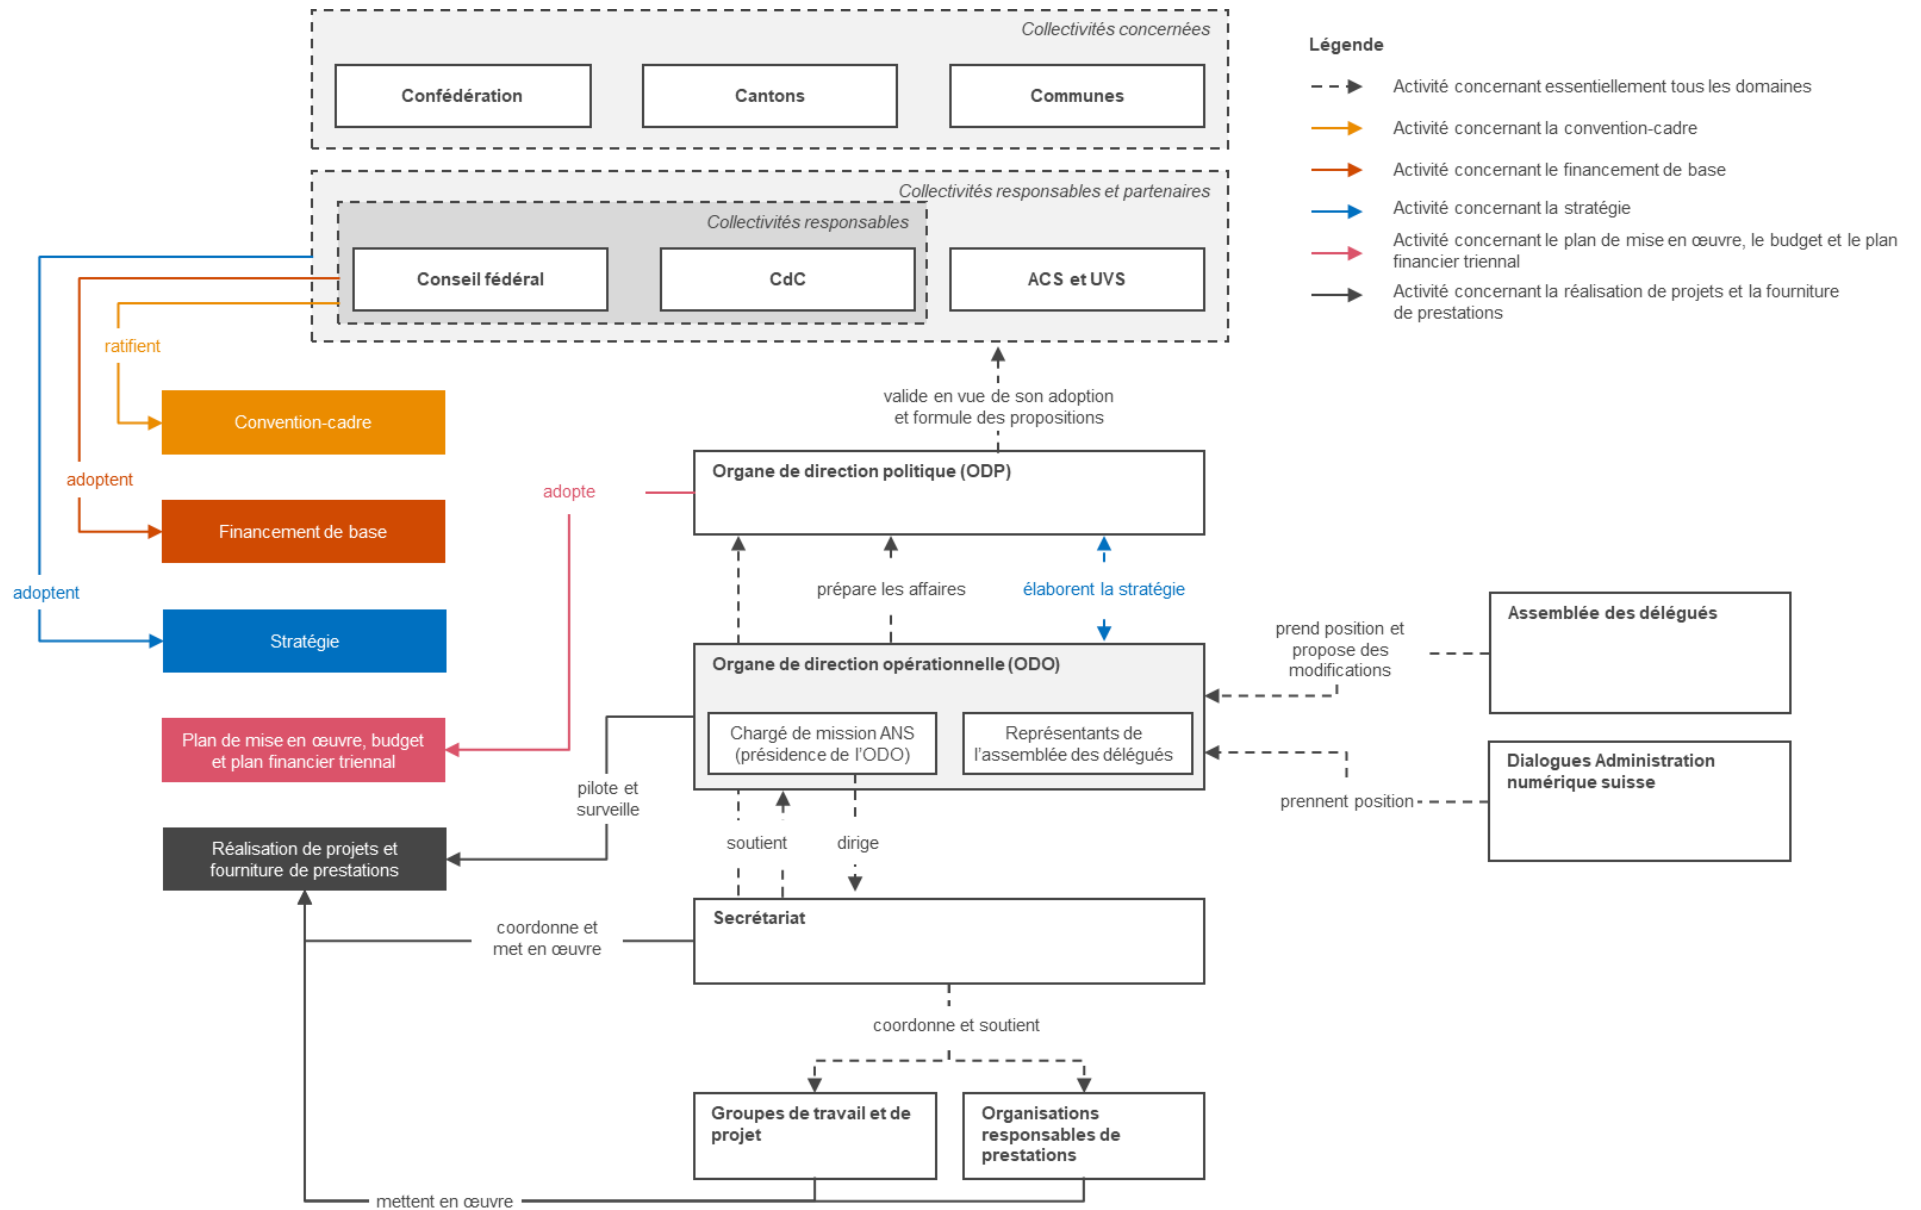 Collectivités concernées
Confédération
Cantons
Communes
Légende
Activité concernant essentiellement tous les domaines
Activité concernant la convention-cadre
Activité concernant le financement de base
Activité concernant la stratégie
Activité concernant le plan de mise en œuvre, le budget et le plan
financier triennal
Activité concernant la réalisation de projets et la fourniture
de prestations
Collectivités responsables et partenaires
Collectivités responsables
Conseil fédéral
CdC
ACS et UVS
ratifient
adoptent
adoptent
Convention-cadre
Financement de base
Stratégie
Plan de mise en œuvre, budget
et plan financier triennal
Réalisation de projets et
fourniture de prestations
valide en vue de son adoption
et formule des propositions
Organe de direction politique (ODP)
adopte
prépare les affaires
élaborent la stratégie
Organe de direction opérationnelle (ODO)
Chargé de mission ANS
(présidence de l'ODO)
Représentants de
l'assemblée des délégués
prend position et
propose des
modifications
Assemblée des délégués
prennent position
Dialogues Administration
numérique suisse
pilote et
surveille
soutient
dirige
Secrétariat
coordonne et
met en œuvre
coordonne et soutient
Groupes de travail et de
projet
Organisations
responsables de
prestations
mettent en œuvre